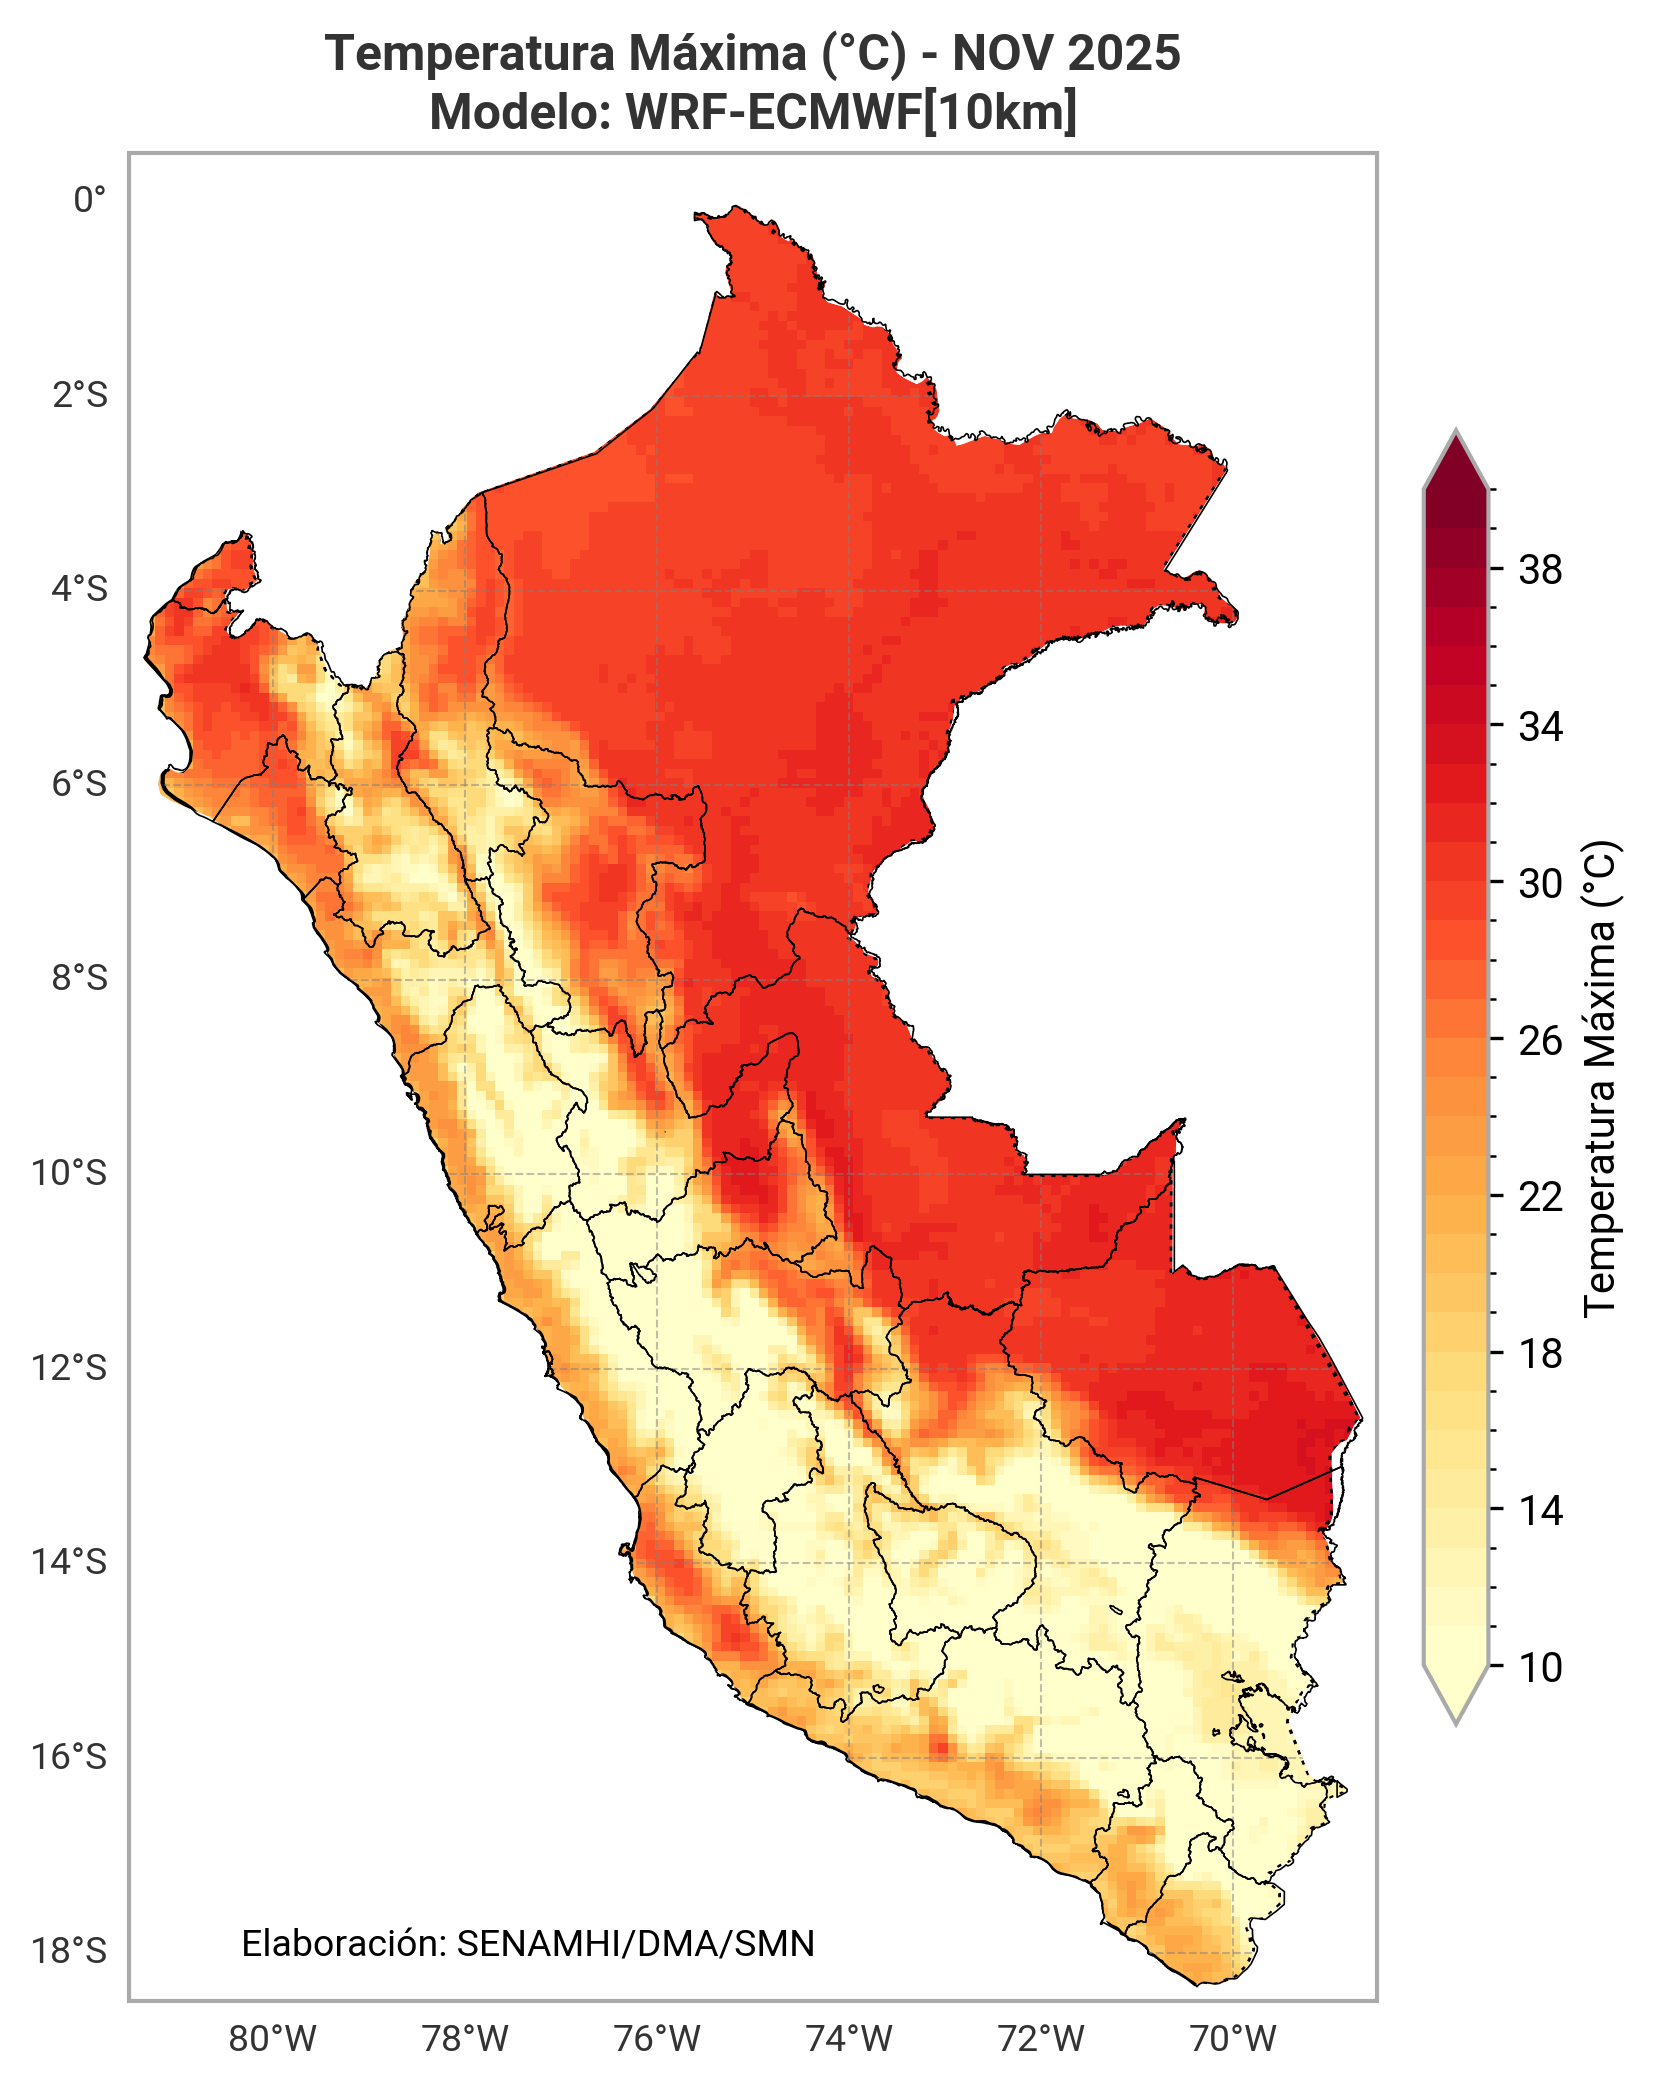 Temperatura Máxima (°C) - NOV 2025
Modelo: WRF-ECMWF[10km]
0°
2°S
4°S
6°S
8°S
10°S
12°S
14°S
16°S
18°S
80°W
78°W
76°W
74°W
72°W
70°W
Elaboración: SENAMHI/DMA/SMN
38
34
30
26
22
18
14
10
Temperatura Máxima (°C)